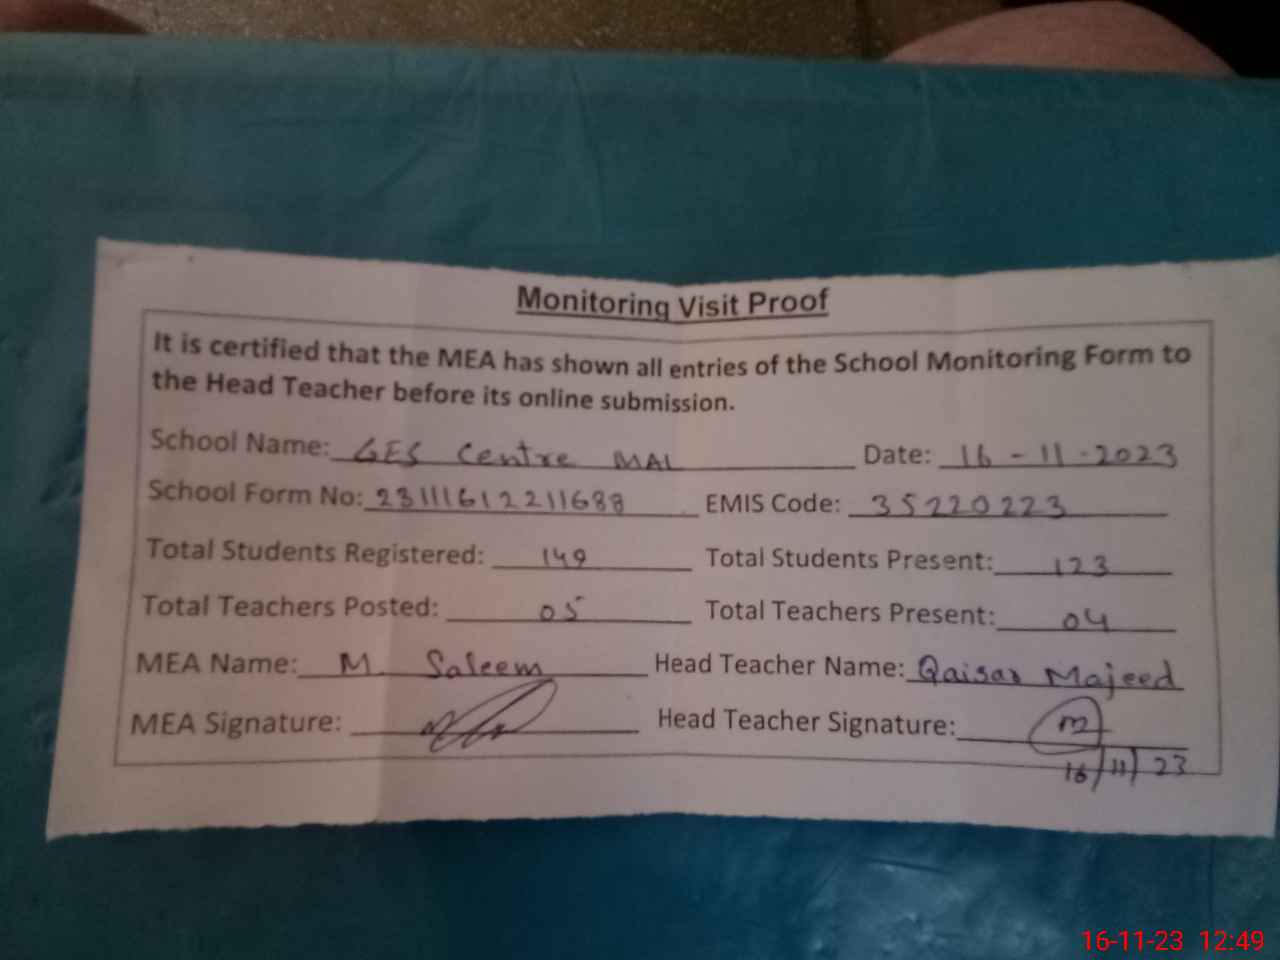 Monitoring Visit Proof
It is certified that the MEA has shown all entries of the School Monitoring Form to
the Head Teacher before its online submission.
School Name: GES Centre MAL Date: 16-11-2023
School Form No: 23111612211688 EMIS Code: 35220223
Total Students Registered: 149 Total Students Present: 123
Total Teachers Posted: 05 Total Teachers Present: 04
MEA Name: M. Saleem Head Teacher Name: Qaisar Majeed
MEA Signature: Head Teacher Signature:
16/11/23
16-11-23 12:49